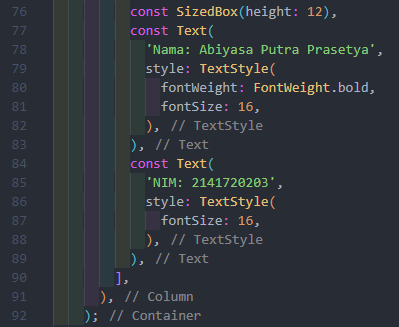 76 const SizedBox(height: 12),
77 const Text(
78 'Nama: Abiyasa Putra Prasetya',
79 style: TextStyle(
80 fontWeight: FontWeight.bold,
81 fontSize: 16,
82 ), // TextStyle
83 ), // Text
84 const Text(
85 'NIM: 2141720203',
86 style: TextStyle(
87 fontSize: 16,
88 ), // TextStyle
89 ), // Text
90 ],
91 ), // Column
92 ); // Container